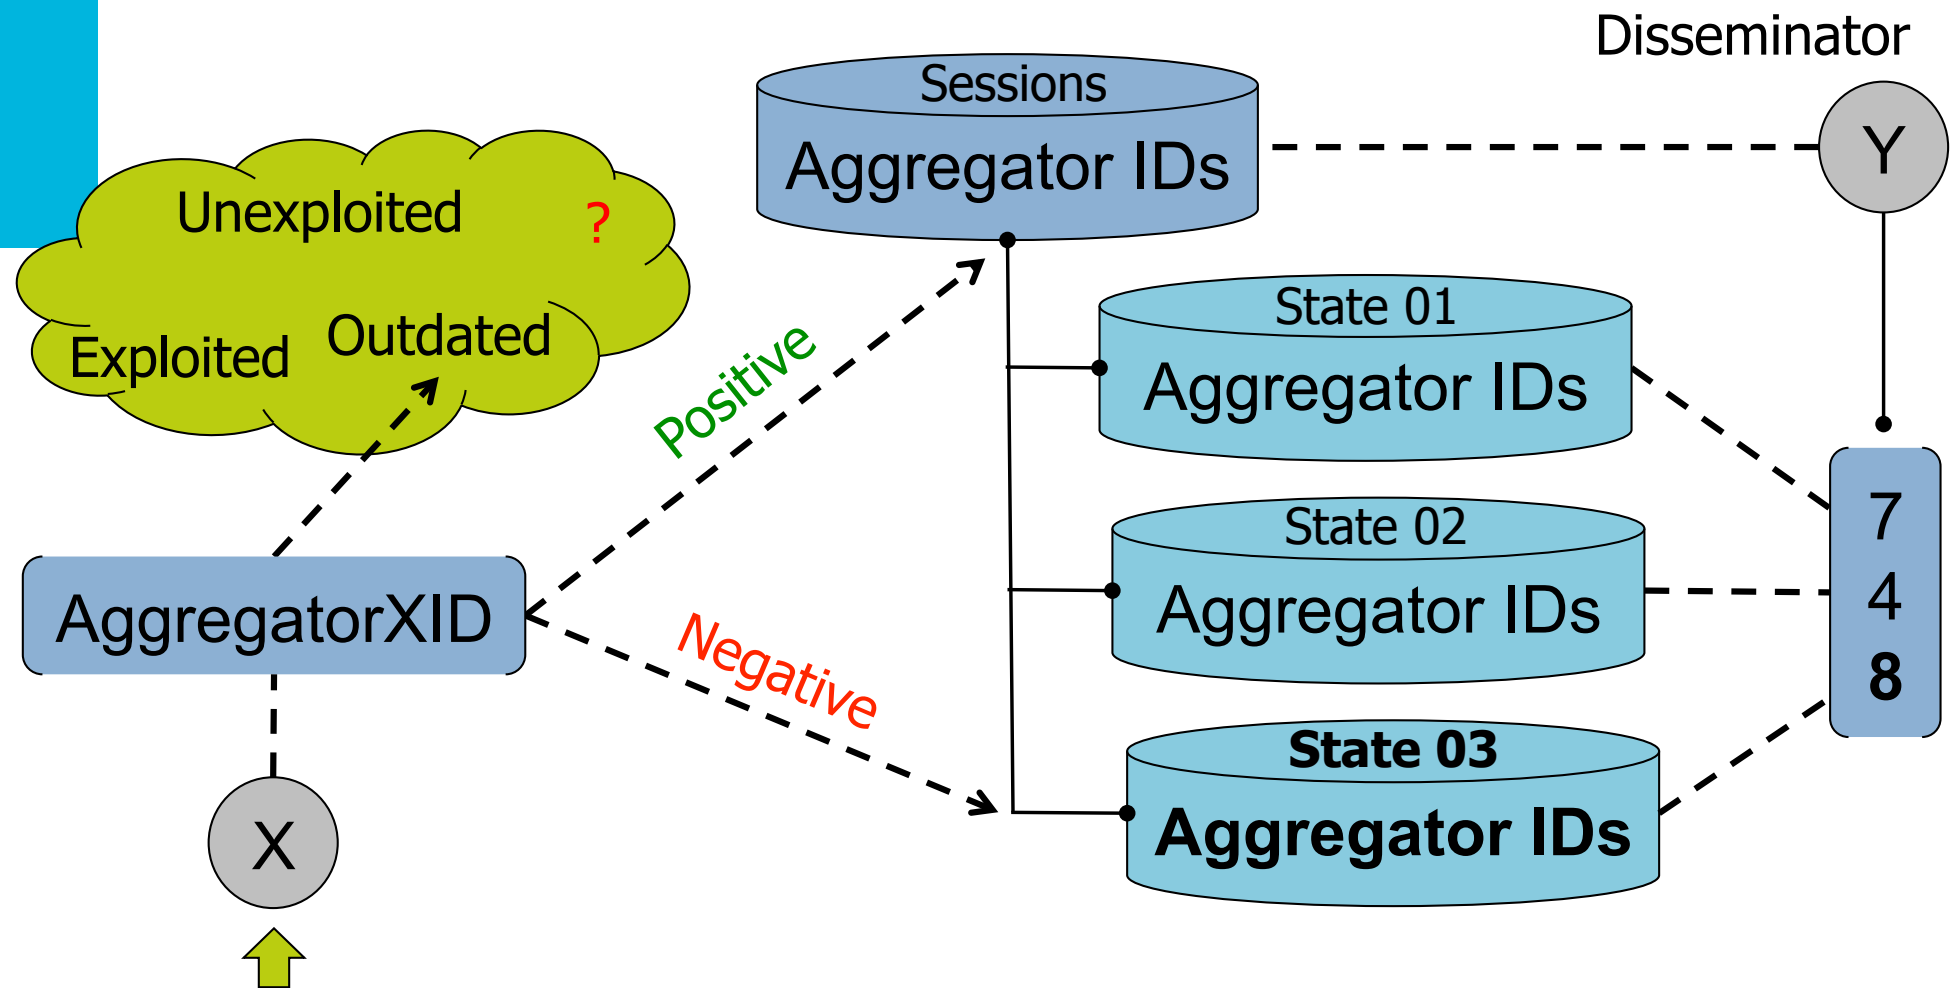 Disseminator
Sessions
Aggregator IDs
Y
Unexploited
?
Exploited
Outdated
Positive
State 01
Aggregator IDs
State 02
Aggregator IDs
7
4
8
AggregatorXID
Negative
State 03
Aggregator IDs
X